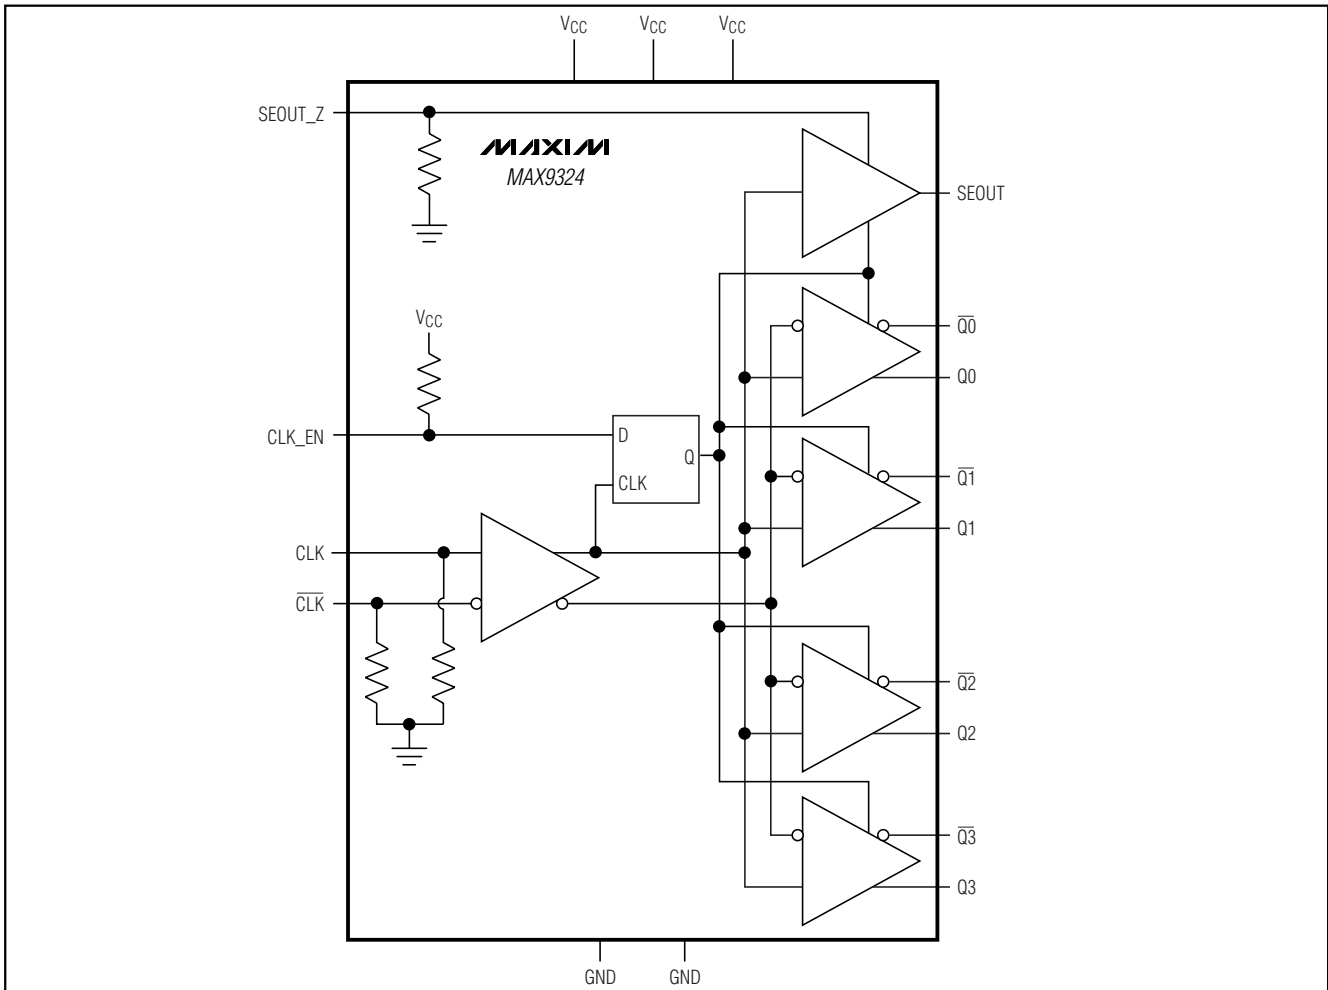 VCC VCC VCC
SEOUT_Z
MAXIM
MAX9324
SEOUT
VCC
Q0
Q0
CLK_EN
D
Q
CLK
Q1
Q1
CLK
CLK
Q2
Q2
Q3
Q3
GND GND